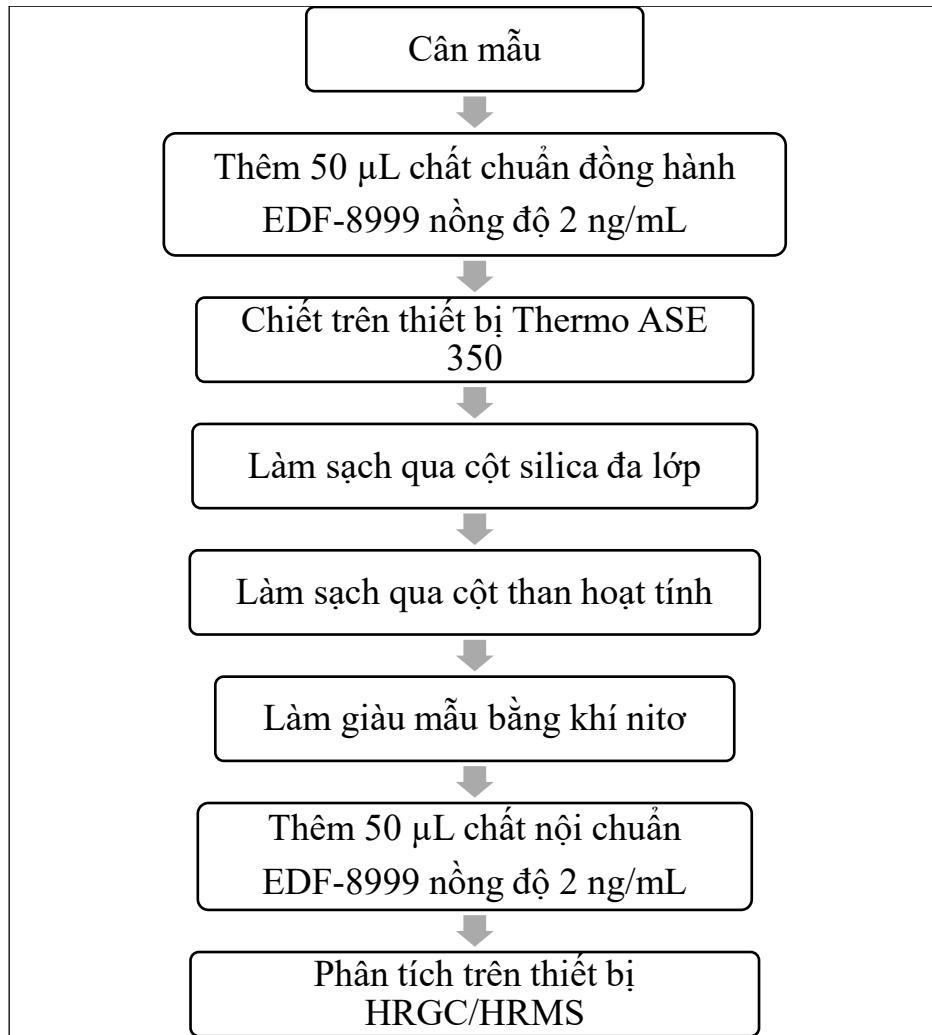 Cân mẫu
Thêm 50 µL chất chuẩn đồng hành
EDF-8999 nồng độ 2 ng/mL
Chiết trên thiết bị Thermo ASE
350
Làm sạch qua cột silica đa lớp
Làm sạch qua cột than hoạt tính
Làm giàu mẫu bằng khí nitơ
Thêm 50 µL chất nội chuẩn
EDF-8999 nồng độ 2 ng/mL
Phân tích trên thiết bị
HRGC/HRMS